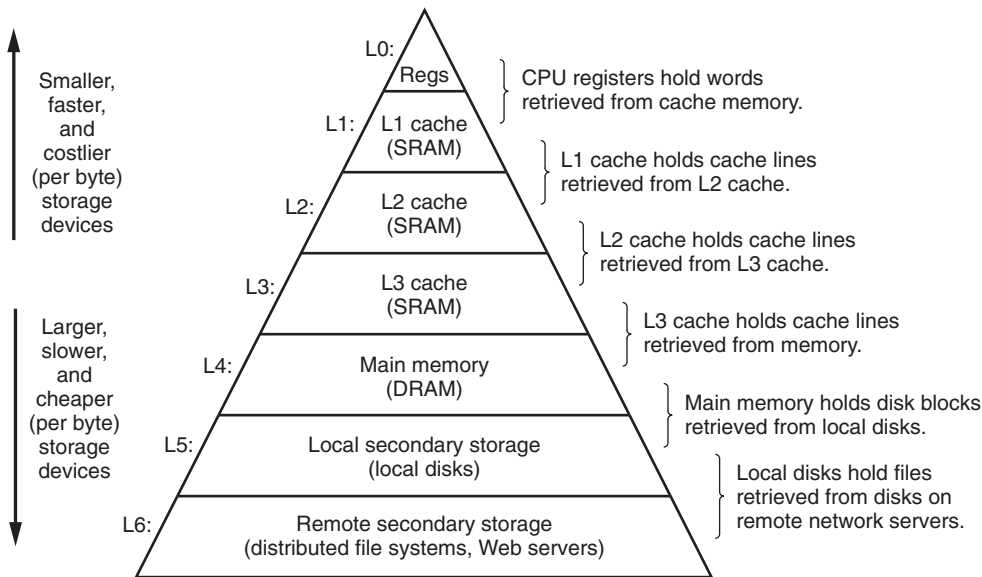 Smaller,
faster,
and
costlier
(per byte)
storage
devices
Larger,
slower,
and
cheaper
(per byte)
storage
devices
L0:
Regs
L1:
L1 cache
(SRAM)
L2:
L2 cache
(SRAM)
L3:
L3 cache
(SRAM)
L4:
Main memory
(DRAM)
L5:
Local secondary storage
(local disks)
L6:
Remote secondary storage
(distributed file systems, Web servers)
CPU registers hold words
retrieved from cache memory.
L1 cache holds cache lines
retrieved from L2 cache.
L2 cache holds cache lines
retrieved from L3 cache.
L3 cache holds cache lines
retrieved from memory.
Main memory holds disk blocks
retrieved from local disks.
Local disks hold files
retrieved from disks on
remote network servers.